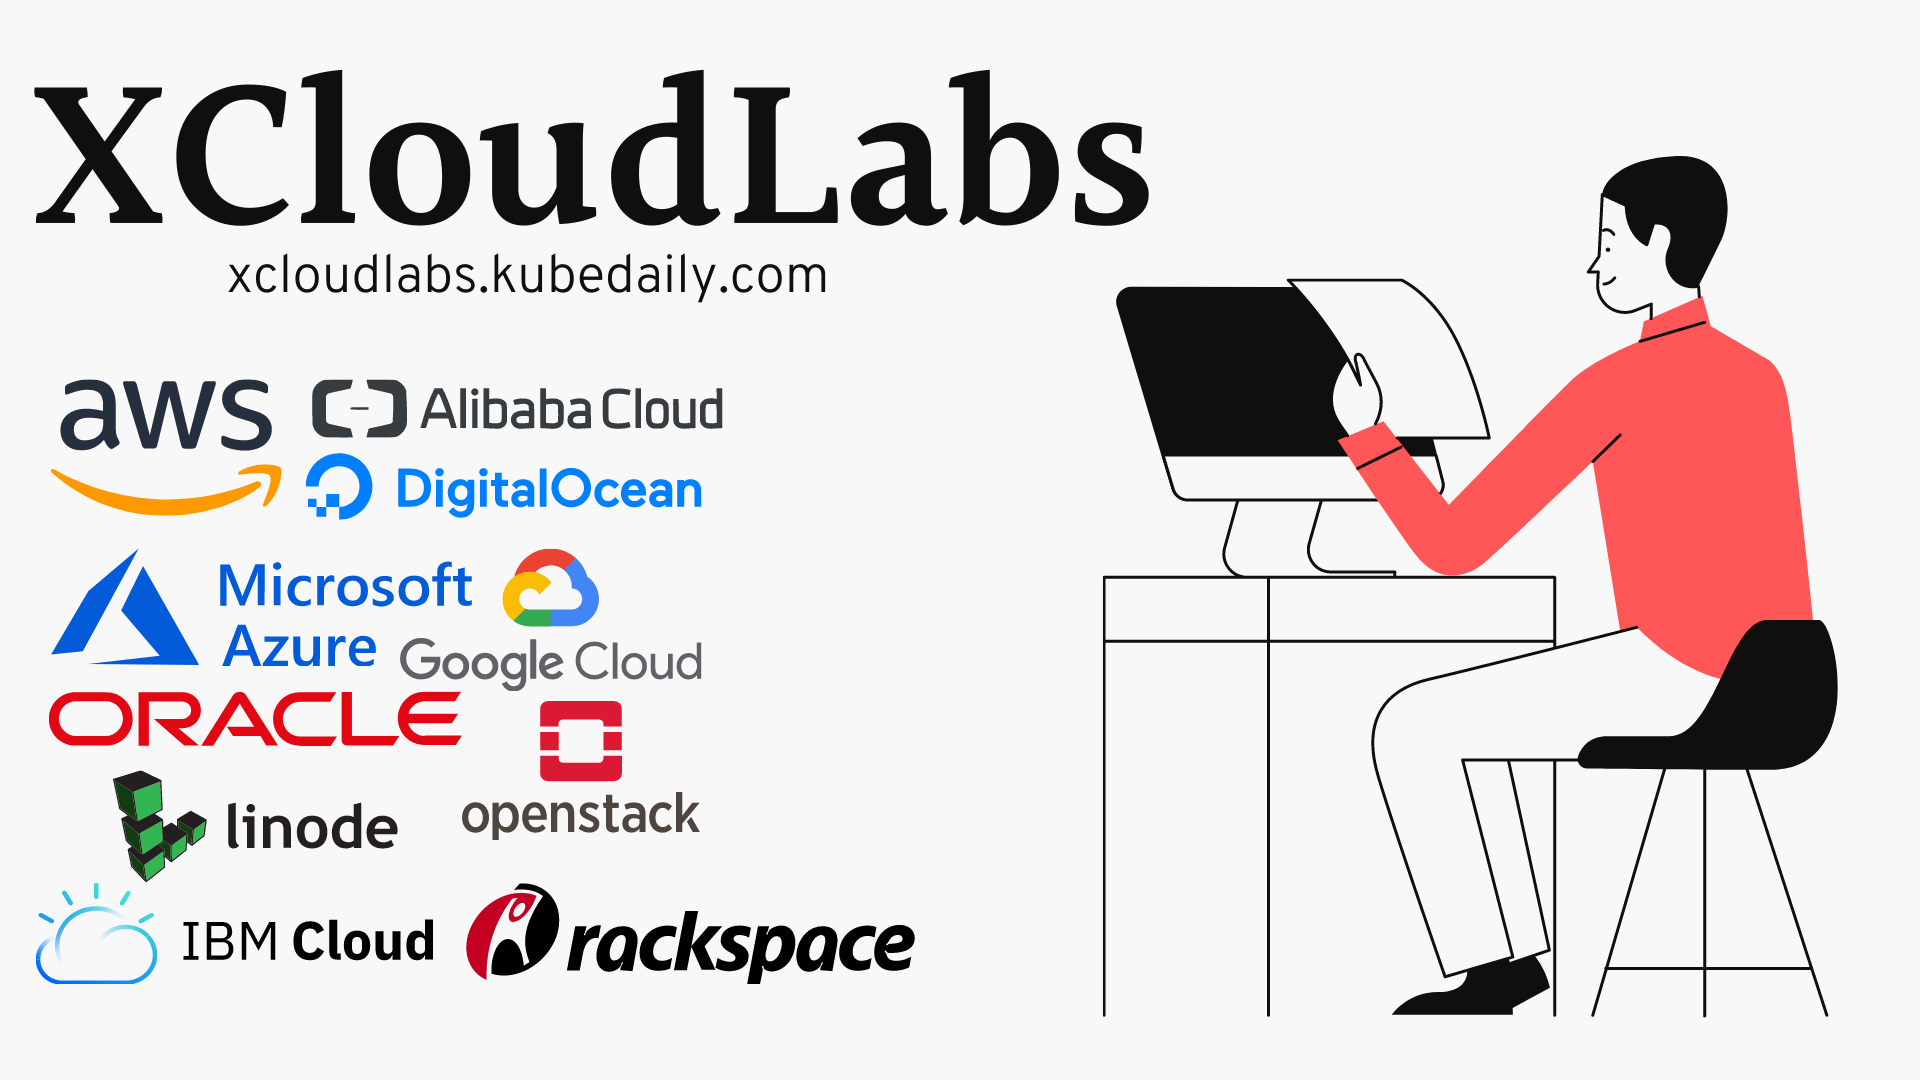 XCloudLabs
xcloudlabs.kubedaily.com
aws
Alibaba Cloud
DigitalOcean
Microsoft
Azure
Google Cloud
ORACLE
openstack
linode
IBM Cloud
rackspace